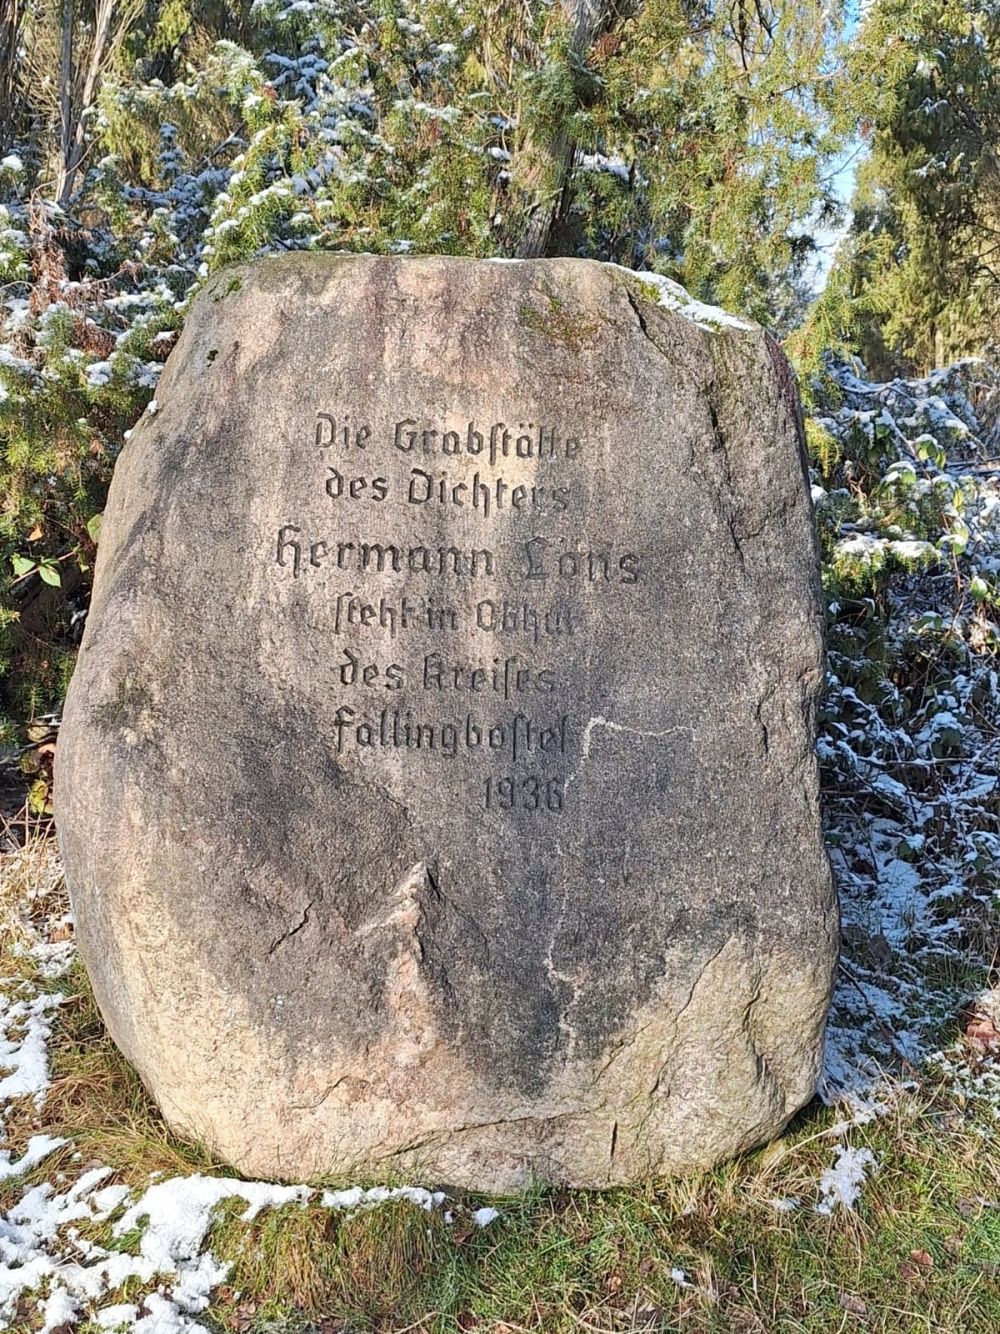 Die Grabſtätte
des Dichters
Hermann Löns
ſteht in Obhut
des Kreiſes
Fallingboſtel
1936